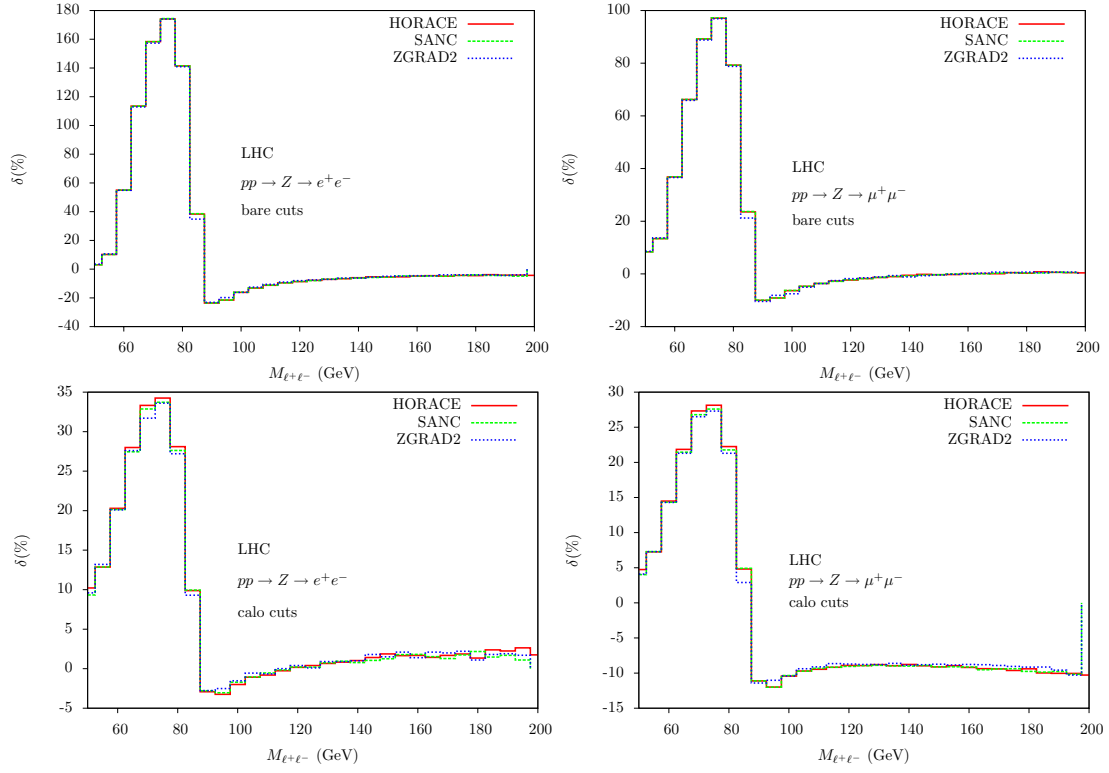 180
160
140
120
100
80
60
40
20
0
-20
-40
δ(%)
HORACE
SANC
ZGRAD2
LHC
pp → Z → e⁺e⁻
bare cuts
60 80 100 120 140 160 180 200
M_{ℓ⁺ℓ⁻} (GeV)
100
80
60
40
20
0
-20
δ(%)
HORACE
SANC
ZGRAD2
LHC
pp → Z → μ⁺μ⁻
bare cuts
60 80 100 120 140 160 180 200
M_{ℓ⁺ℓ⁻} (GeV)
35
30
25
20
15
10
5
0
-5
δ(%)
HORACE
SANC
ZGRAD2
LHC
pp → Z → e⁺e⁻
calo cuts
60 80 100 120 140 160 180 200
M_{ℓ⁺ℓ⁻} (GeV)
30
25
20
15
10
5
0
-5
-10
-15
δ(%)
HORACE
SANC
ZGRAD2
LHC
pp → Z → μ⁺μ⁻
calo cuts
60 80 100 120 140 160 180 200
M_{ℓ⁺ℓ⁻} (GeV)